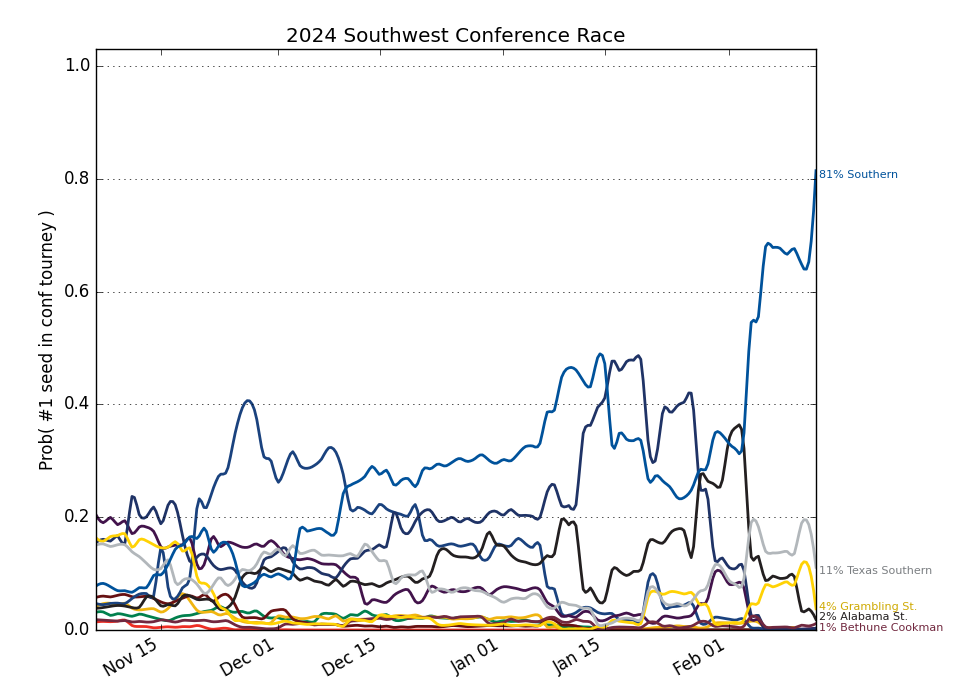 2024 Southwest Conference Race
Prob( #1 seed in conf tourney )
1.0
0.8
0.6
0.4
0.2
0.0
Nov 15
Dec 01
Dec 15
Jan 01
Jan 15
Feb 01
81% Southern
11% Texas Southern
4% Grambling St.
2% Alabama St.
1% Bethune Cookman